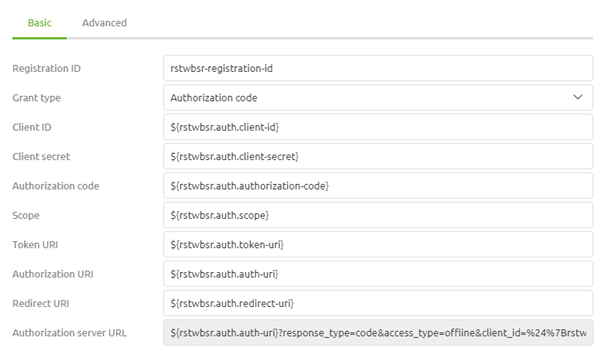 Basic Advanced
Registration ID rstwbsr-registration-id
Grant type Authorization code
Client ID ${rstwbsr.auth.client-id}
Client secret ${rstwbsr.auth.client-secret}
Authorization code ${rstwbsr.auth.authorization-code}
Scope ${rstwbsr.auth.scope}
Token URI ${rstwbsr.auth.token-uri}
Authorization URI ${rstwbsr.auth.auth-uri}
Redirect URI ${rstwbsr.auth.redirect-uri}
Authorization server URL ${rstwbsr.auth.auth-uri}?response_type=code&access_type=offline&client_id=%24%7Brstw